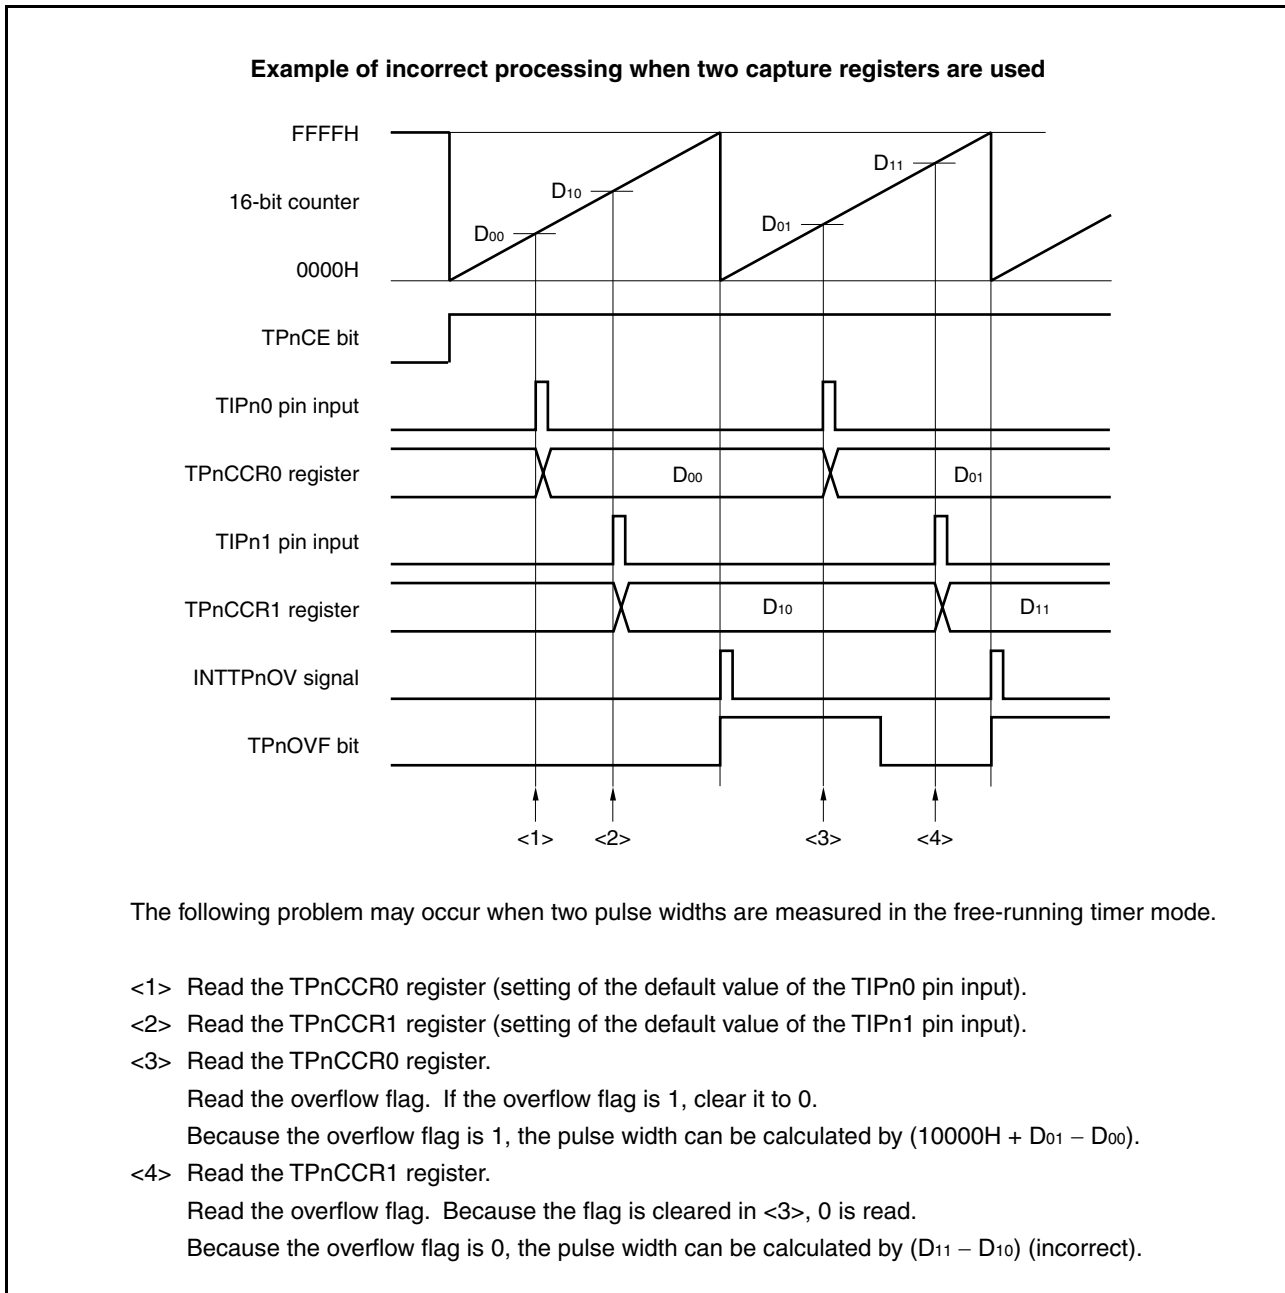 Example of incorrect processing when two capture registers are used
FFFFH
D11
D10
16-bit counter
D01
D00
0000H
TPnCE bit
TIPn0 pin input
TPnCCR0 register
D00
D01
TIPn1 pin input
TPnCCR1 register
D10
D11
INTTPnOV signal
TPnOVF bit
<1> <2> <3> <4>
The following problem may occur when two pulse widths are measured in the free-running timer mode.
<1> Read the TPnCCR0 register (setting of the default value of the TIPn0 pin input).
<2> Read the TPnCCR1 register (setting of the default value of the TIPn1 pin input).
<3> Read the TPnCCR0 register.
Read the overflow flag. If the overflow flag is 1, clear it to 0.
Because the overflow flag is 1, the pulse width can be calculated by (10000H + D01 − D00).
<4> Read the TPnCCR1 register.
Read the overflow flag. Because the flag is cleared in <3>, 0 is read.
Because the overflow flag is 0, the pulse width can be calculated by (D11 − D10) (incorrect).